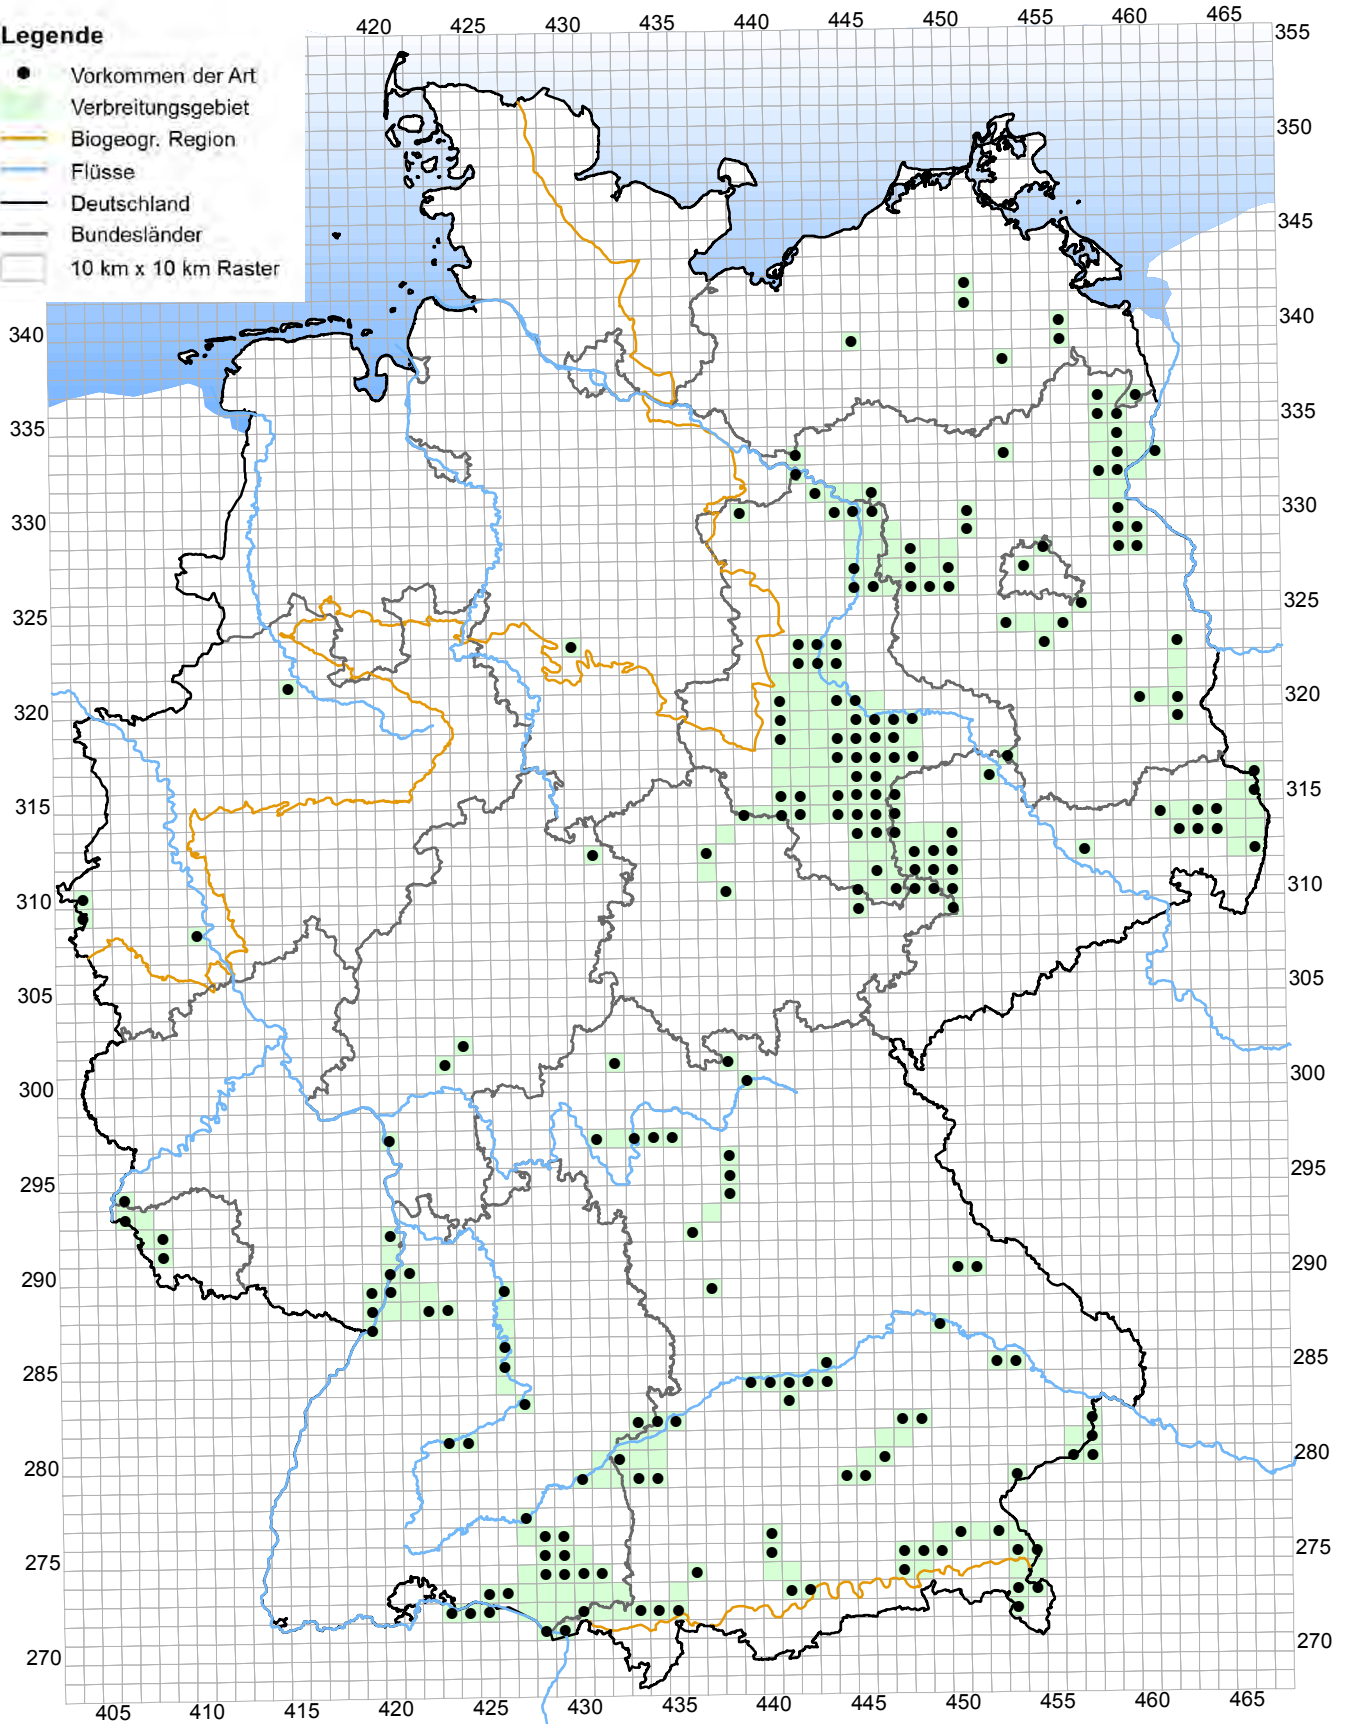 Legende
Vorkommen der Art
Verbreitungsgebiet
Biogeogr. Region
Flüsse
Deutschland
Bundesländer
10 km x 10 km Raster
420 425 430 435 440 445 450 455 460 465
355
350
345
340 340
335 335
330 330
325 325
320 320
315 315
310 310
305 305
300 300
295 295
290 290
285 285
280 280
275 275
270 270
405 410 415 420 425 430 435 440 445 450 455 460 465